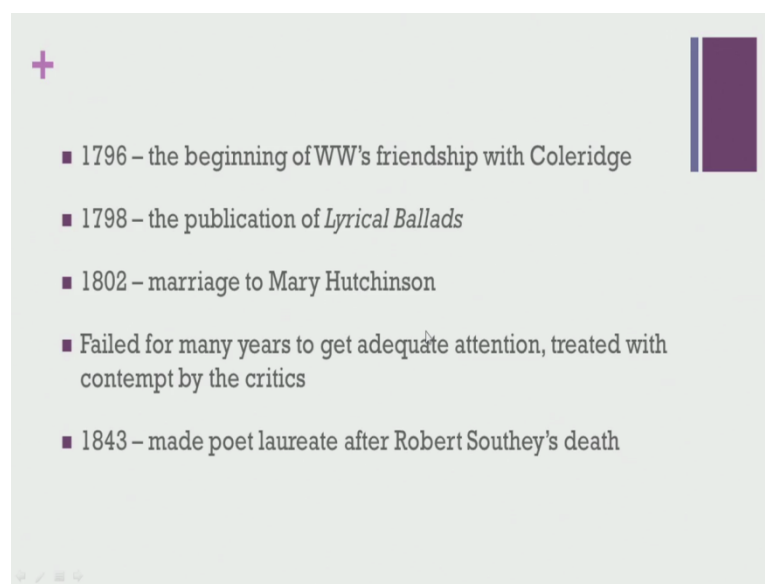 1796 – the beginning of WW's friendship with Coleridge
1798 – the publication of Lyrical Ballads
1802 – marriage to Mary Hutchinson
Failed for many years to get adequate attention, treated with
contempt by the critics
1843 – made poet laureate after Robert Southey's death